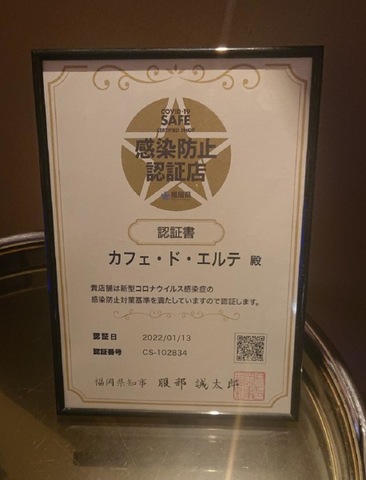 COVID-19
SAFE
CERTIFIED SHOP
感染防止
認証店
福岡県
認証書
カフェ・ド・エルテ 殿
貴店舗は新型コロナウイルス感染症の
感染防止対策基準を満たしていますので認証します。
認証日 2022/01/13
認証番号 CS-102834
福岡県知事 服部 誠太郎